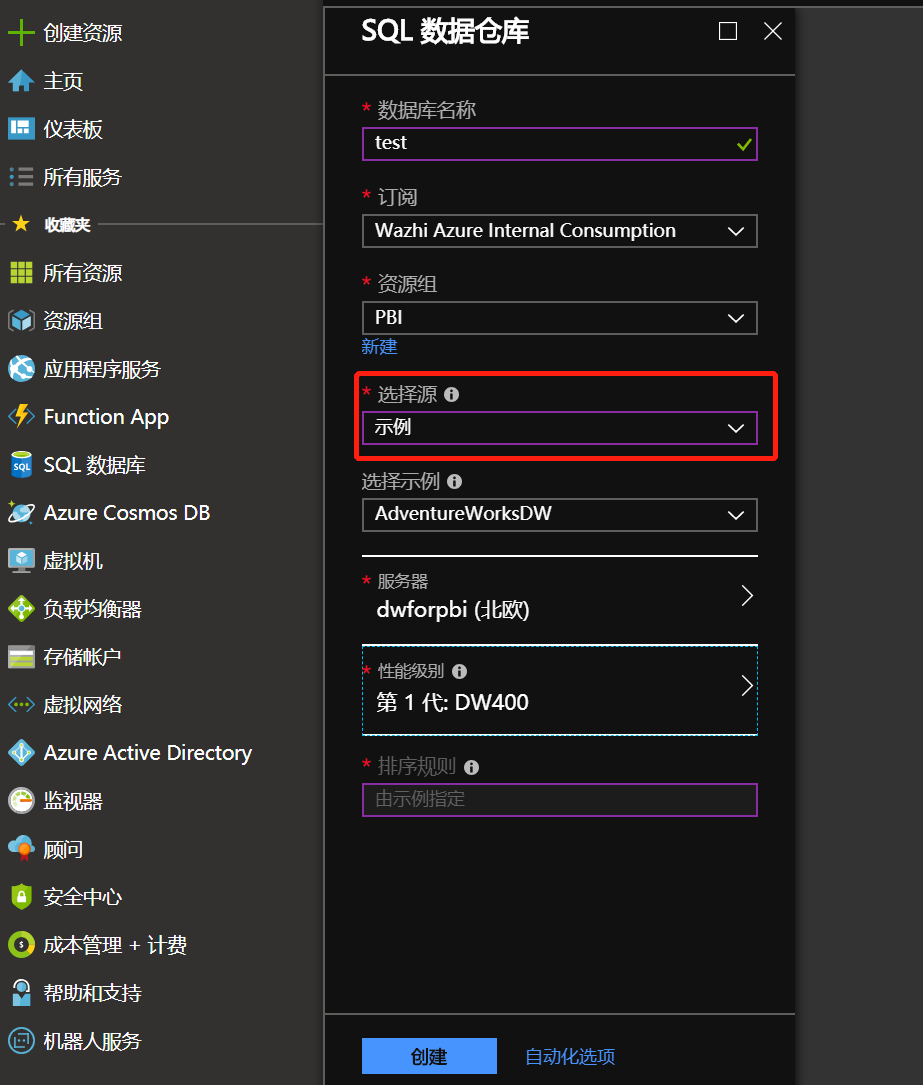 创建资源
主页
仪表板
所有服务
收藏夹
所有资源
资源组
应用程序服务
Function App
SQL 数据库
Azure Cosmos DB
虚拟机
负载均衡器
存储帐户
虚拟网络
Azure Active Directory
监视器
顾问
安全中心
成本管理 + 计费
帮助和支持
机器人服务
SQL 数据仓库
* 数据库名称
test
* 订阅
Wazhi Azure Internal Consumption
* 资源组
PBI
新建
* 选择源
示例
选择示例
AdventureWorksDW
* 服务器
dwforpbi (北欧)
* 性能级别
第 1 代: DW400
* 排序规则
由示例指定
创建
自动化选项